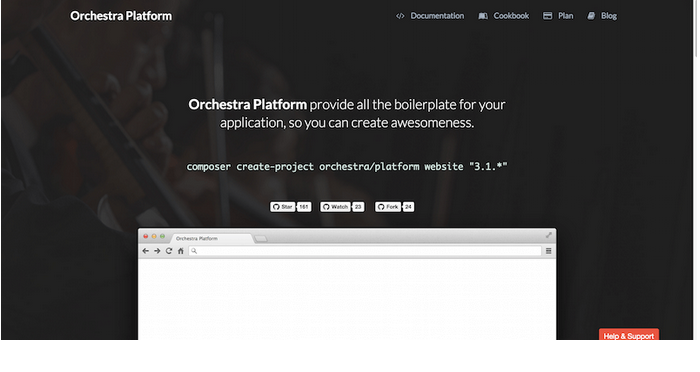 Orchestra Platform
Documentation Cookbook Plan Blog
Orchestra Platform provide all the boilerplate for your
application, so you can create awesomeness.
composer create-project orchestra/platform website "3.1.*"
Star 161 Watch 23 Fork 24
Orchestra Platform
Help & Support